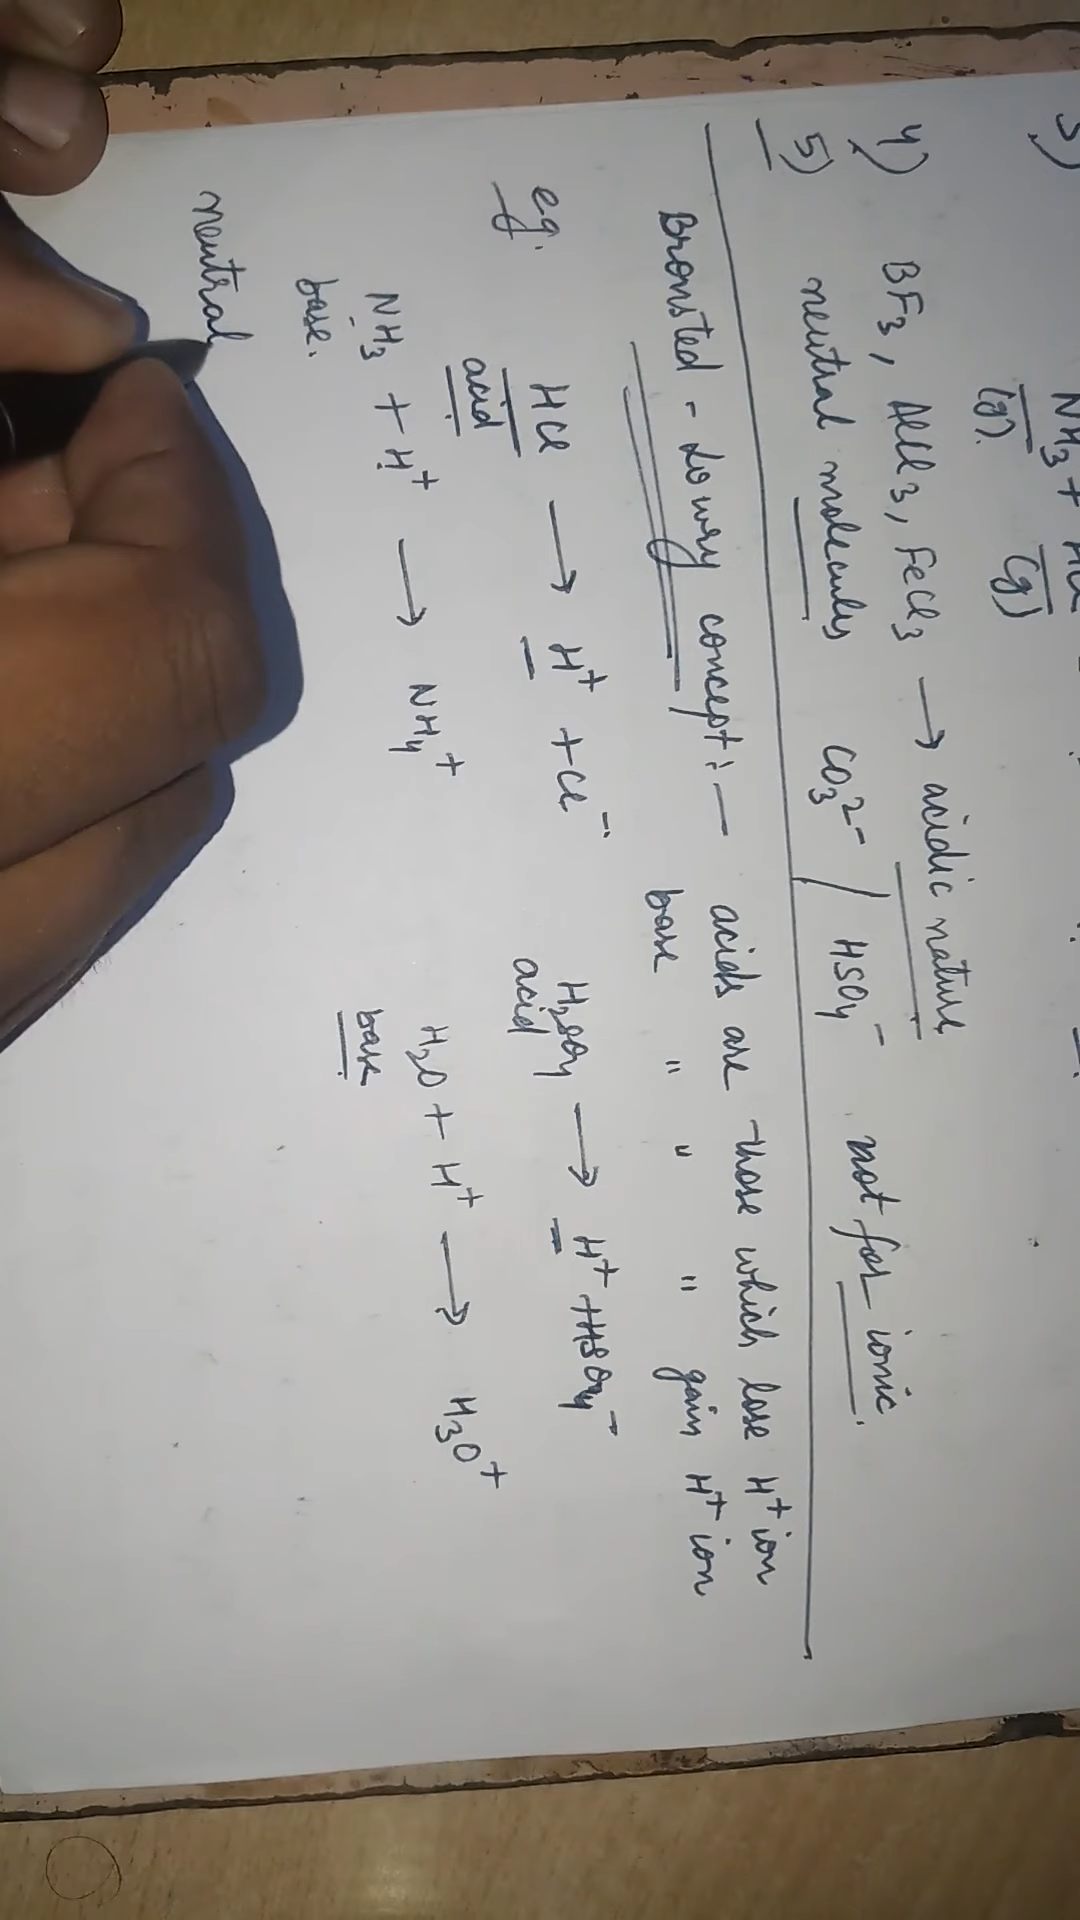 3)
NH3 + HCl
(g). (g)
4) BF3, AlCl3, FeCl3 → acidic nature
5) neutral molecules CO3 2- / HSO4 - not for ionic.
Bronsted - Lowry concept :- acids are those which lose H+ ion
base " " " gain H+ ion
eg. HCl → H+ + Cl- H2SO4 → H+ + HSO4-
acid acid
NH3 + H+ → NH4+ H2O + H+ → H3O+
base. base
neutral